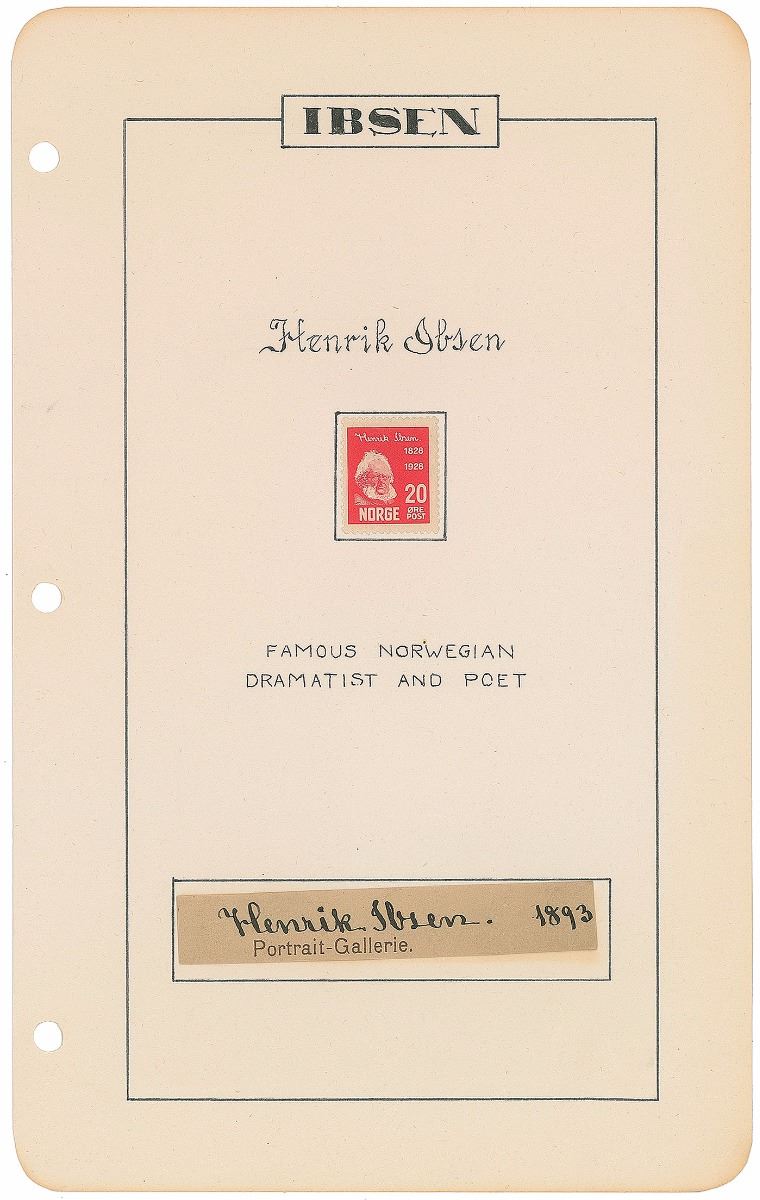 IBSEN
Henrik Ibsen
Henrik Ibsen
1828
1928
20
NORGE ØRE POST
FAMOUS NORWEGIAN
DRAMATIST AND POET
Henrik Ibsen. 1893
Portrait-Gallerie.